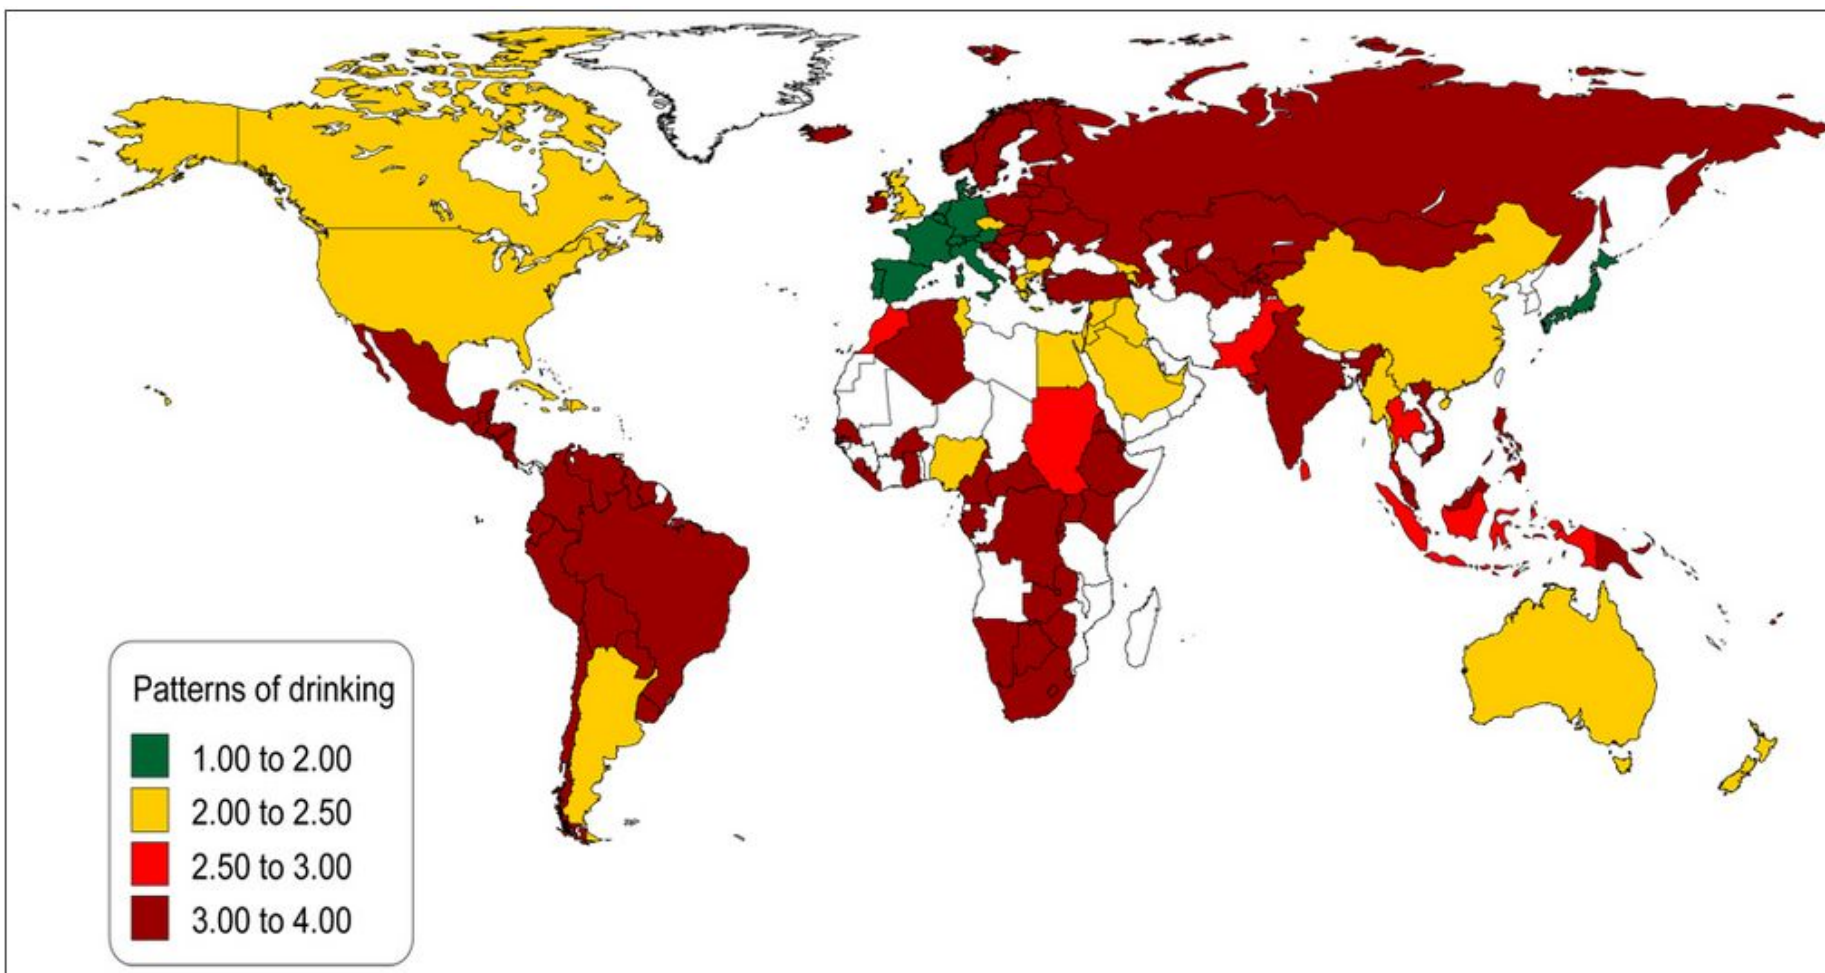 Patterns of drinking
1.00 to 2.00
2.00 to 2.50
2.50 to 3.00
3.00 to 4.00